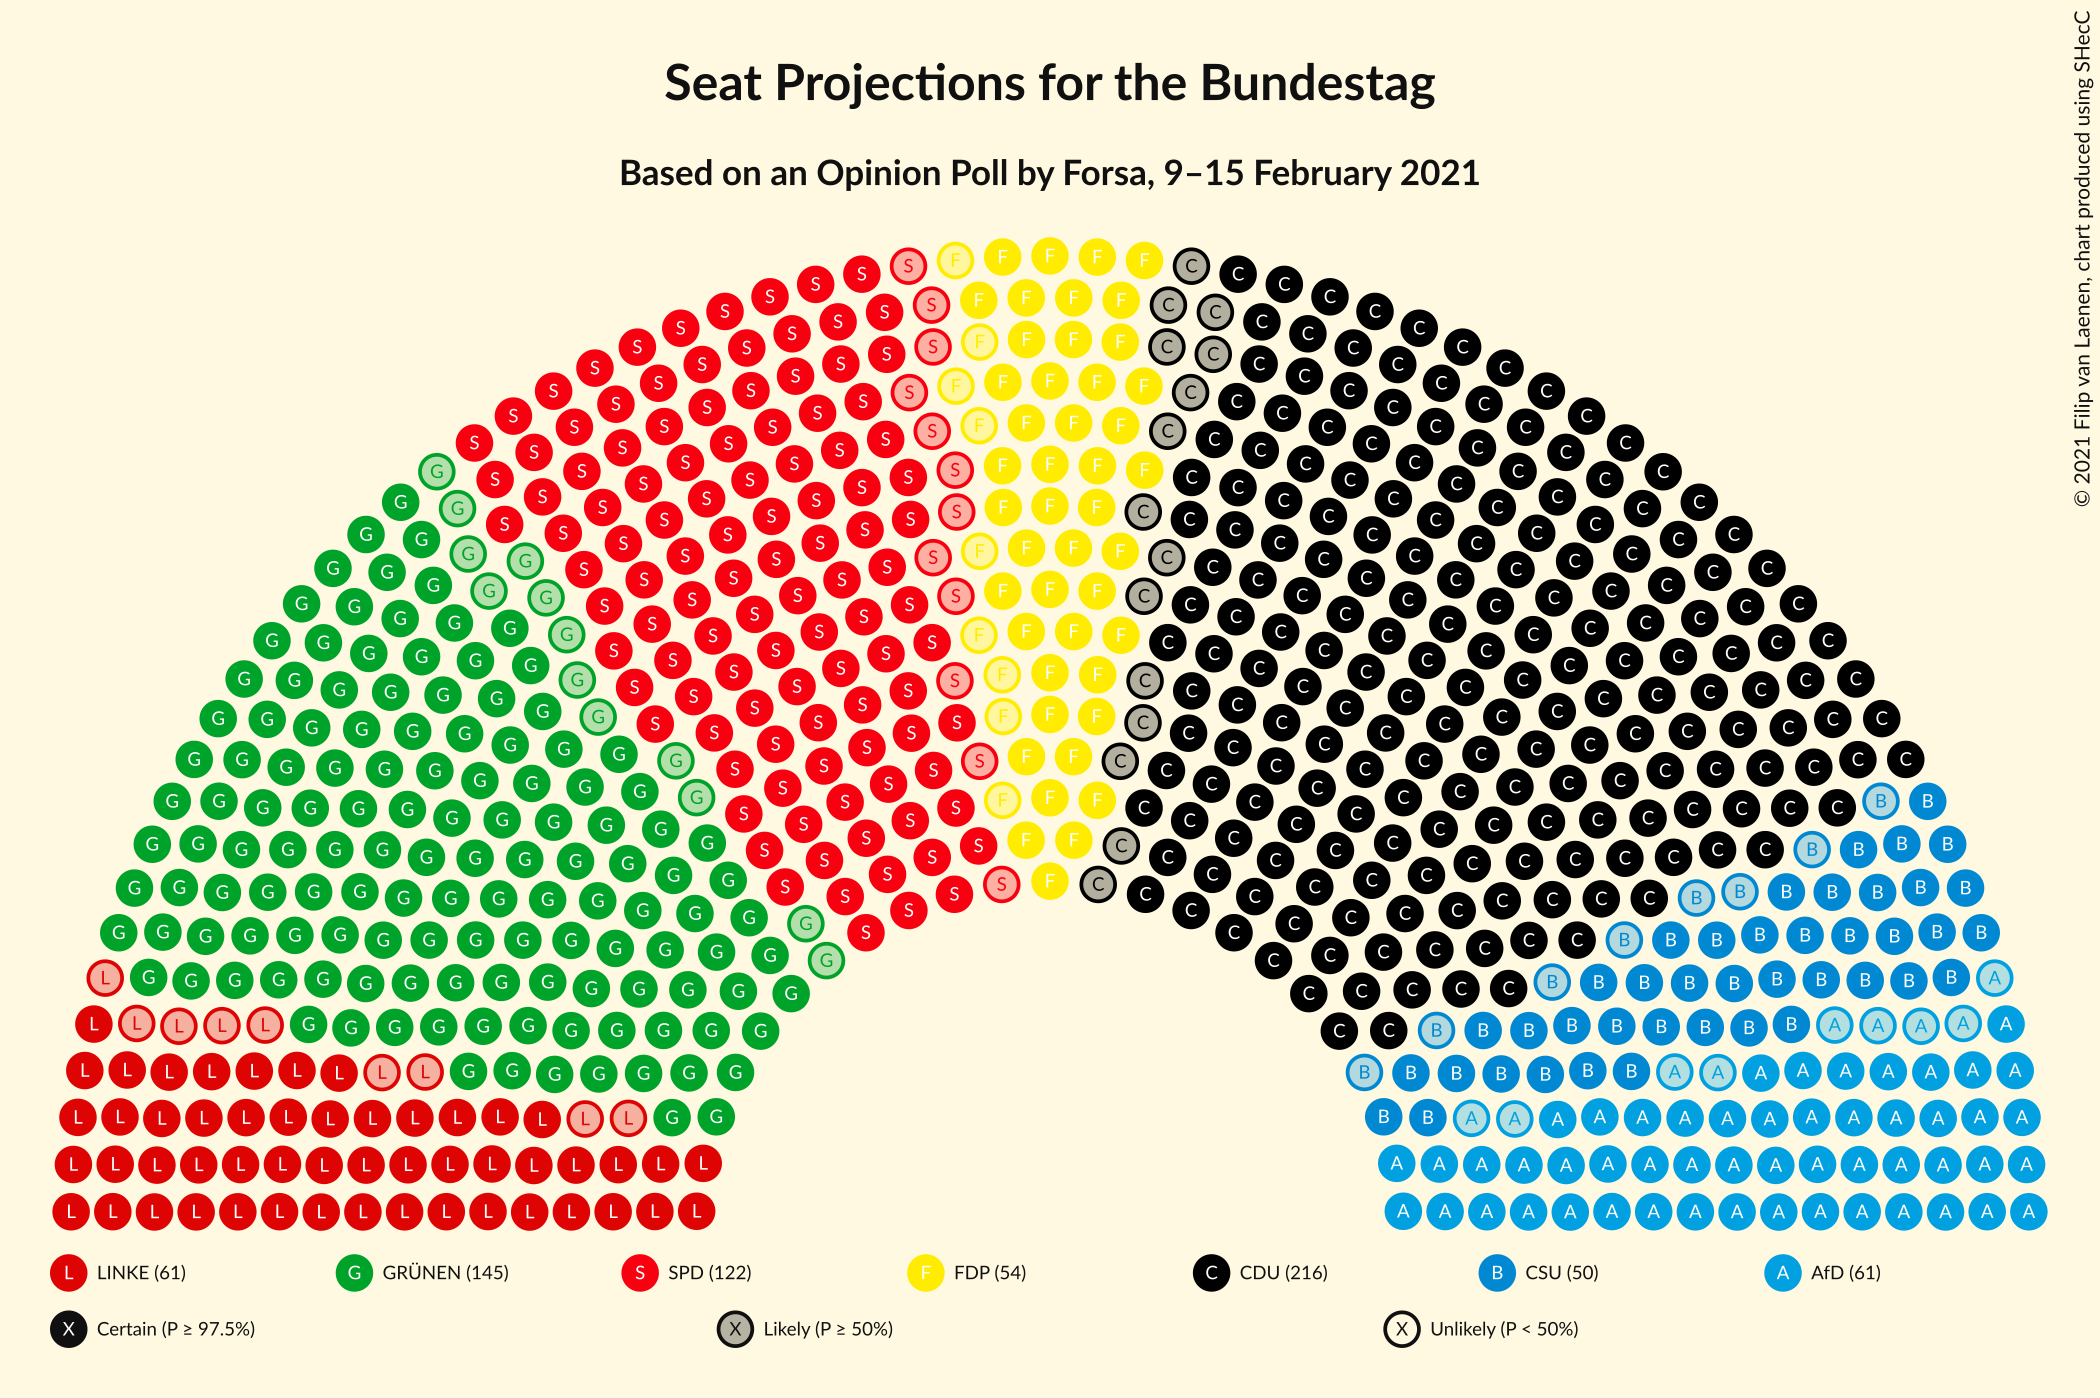 Seat Projections for the Bundestag
Based on an Opinion Poll by Forsa, 9–15 February 2021
© 2021 Filip van Laenen, chart produced using SHecC
L LINKE (61) G GRÜNEN (145) S SPD (122) F FDP (54) C CDU (216) B CSU (50) A AfD (61)
X Certain (P ≥ 97.5%) X Likely (P ≥ 50%) X Unlikely (P < 50%)